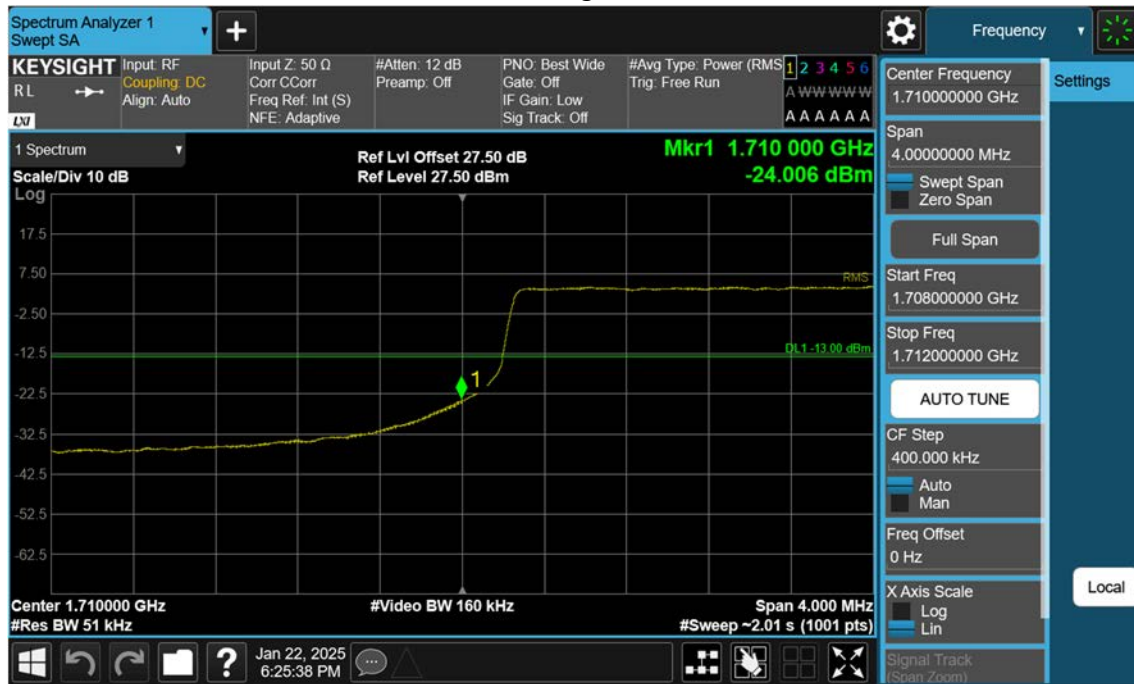 Spectrum Analyzer 1
Swept SA
+
Frequency
KEYSIGHT
RL
LXI
Input: RF
Coupling: DC
Align: Auto
Input Z: 50 Ω
Corr CCorr
Freq Ref: Int (S)
NFE: Adaptive
#Atten: 12 dB
Preamp: Off
PNO: Best Wide
Gate: Off
IF Gain: Low
Sig Track: Off
#Avg Type: Power (RMS
Trig: Free Run
1 2 3 4 5 6
A W W W W W
A A A A A A
1 Spectrum
Scale/Div 10 dB
Log
Ref Lvl Offset 27.50 dB
Ref Level 27.50 dBm
Mkr1 1.710 000 GHz
-24.006 dBm
17.5
7.50
-2.50
-12.5
-22.5
-32.5
-42.5
-52.5
-62.5
RMS
DL1 -13.00 dBm
1
Center 1.710000 GHz
#Res BW 51 kHz
#Video BW 160 kHz
Span 4.000 MHz
#Sweep ~2.01 s (1001 pts)
Center Frequency
1.710000000 GHz
Span
4.00000000 MHz
Swept Span
Zero Span
Full Span
Start Freq
1.708000000 GHz
Stop Freq
1.712000000 GHz
AUTO TUNE
CF Step
400.000 kHz
Auto
Man
Freq Offset
0 Hz
X Axis Scale
Log
Lin
Signal Track
(Span Zoom)
Settings
Local
?
Jan 22, 2025
6:25:38 PM